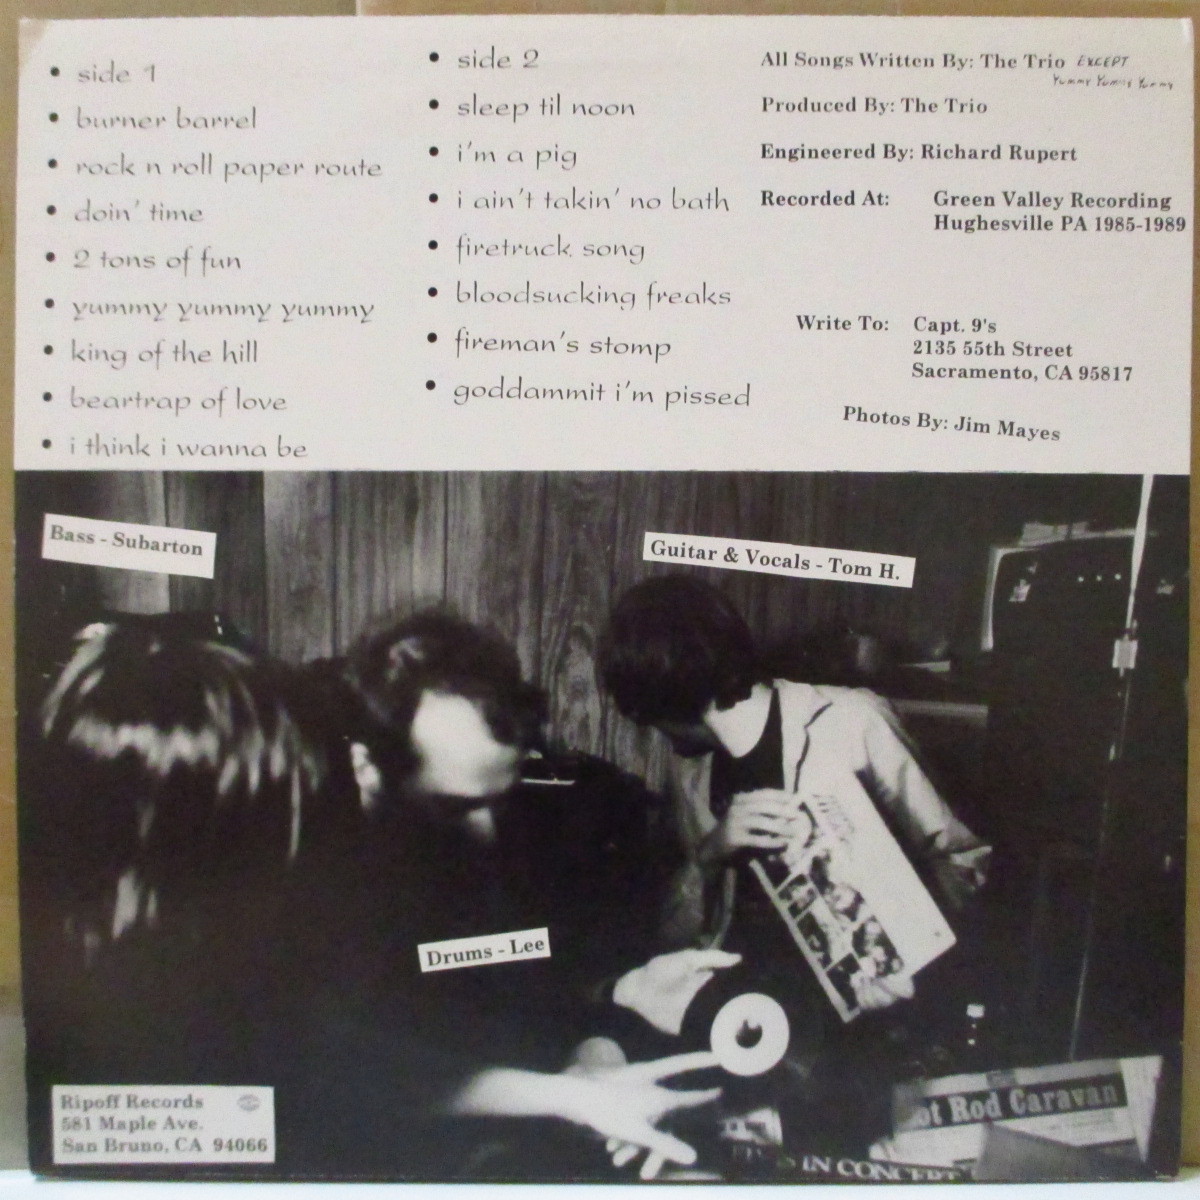 side 1
burner barrel
rock n roll paper route
doin' time
2 tons of fun
yummy yummy yummy
king of the hill
beartrap of love
i think i wanna be
side 2
sleep til noon
i'm a pig
i ain't takin' no bath
firetruck song
bloodsucking freaks
fireman's stomp
goddammit i'm pissed
All Songs Written By: The Trio EXCEPT
Yummy Yummy Yummy
Produced By: The Trio
Engineered By: Richard Rupert
Recorded At: Green Valley Recording
Hughesville PA 1985-1989
Write To: Capt. 9's
2135 55th Street
Sacramento, CA 95817
Photos By: Jim Mayes
Bass - Subarton
Guitar & Vocals - Tom H.
Drums - Lee
Rod Caravan
IN CONCERT
Ripoff Records
581 Maple Ave.
San Bruno, CA 94066